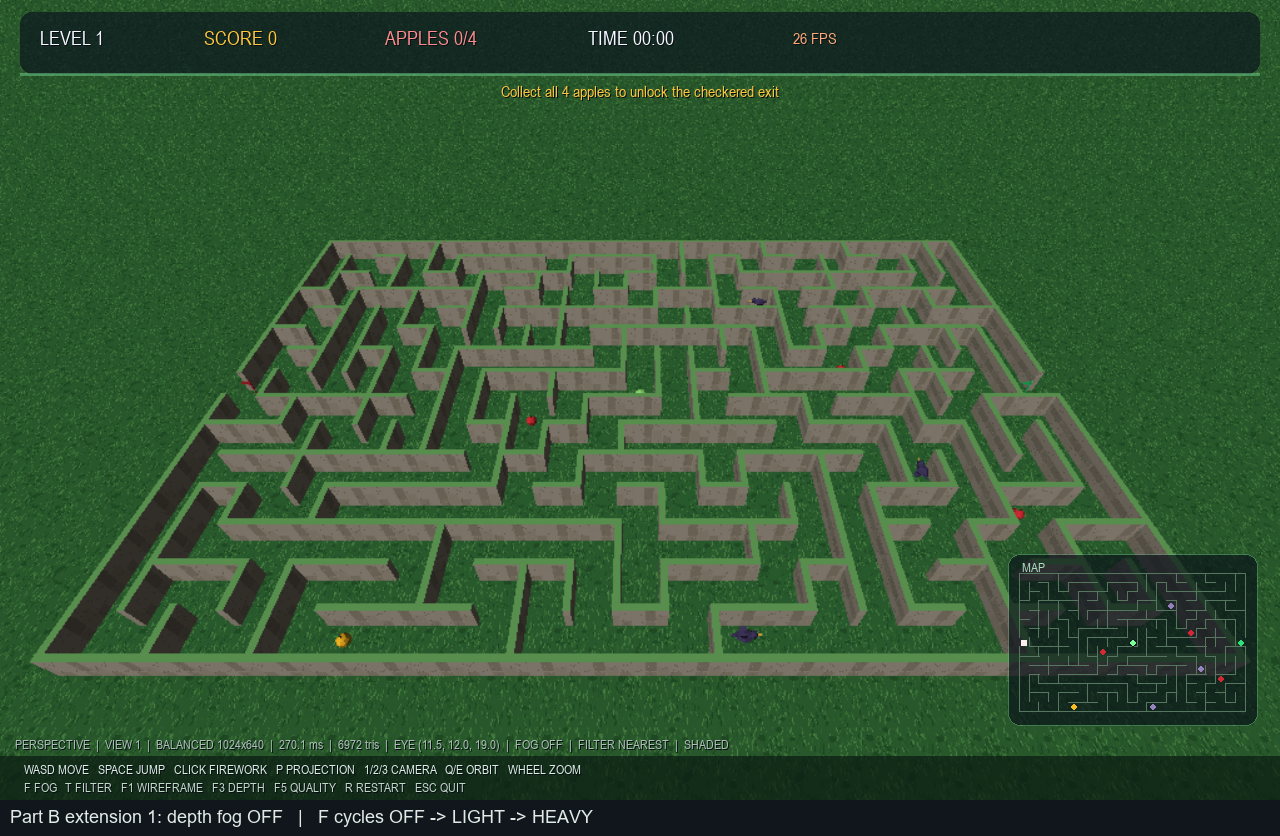 LEVEL 1 SCORE 0 APPLES 0/4 TIME 00:00 26 FPS
Collect all 4 apples to unlock the checkered exit
MAP
PERSPECTIVE | VIEW 1 | BALANCED 1024x640 | 270.1 ms | 6972 tris | EYE (11.5, 12.0, 19.0) | FOG OFF | FILTER NEAREST | SHADED
WASD MOVE SPACE JUMP CLICK FIREWORK P PROJECTION 1/2/3 CAMERA Q/E ORBIT WHEEL ZOOM
F FOG T FILTER F1 WIREFRAME F3 DEPTH F5 QUALITY R RESTART ESC QUIT
Part B extension 1: depth fog OFF | F cycles OFF -> LIGHT -> HEAVY